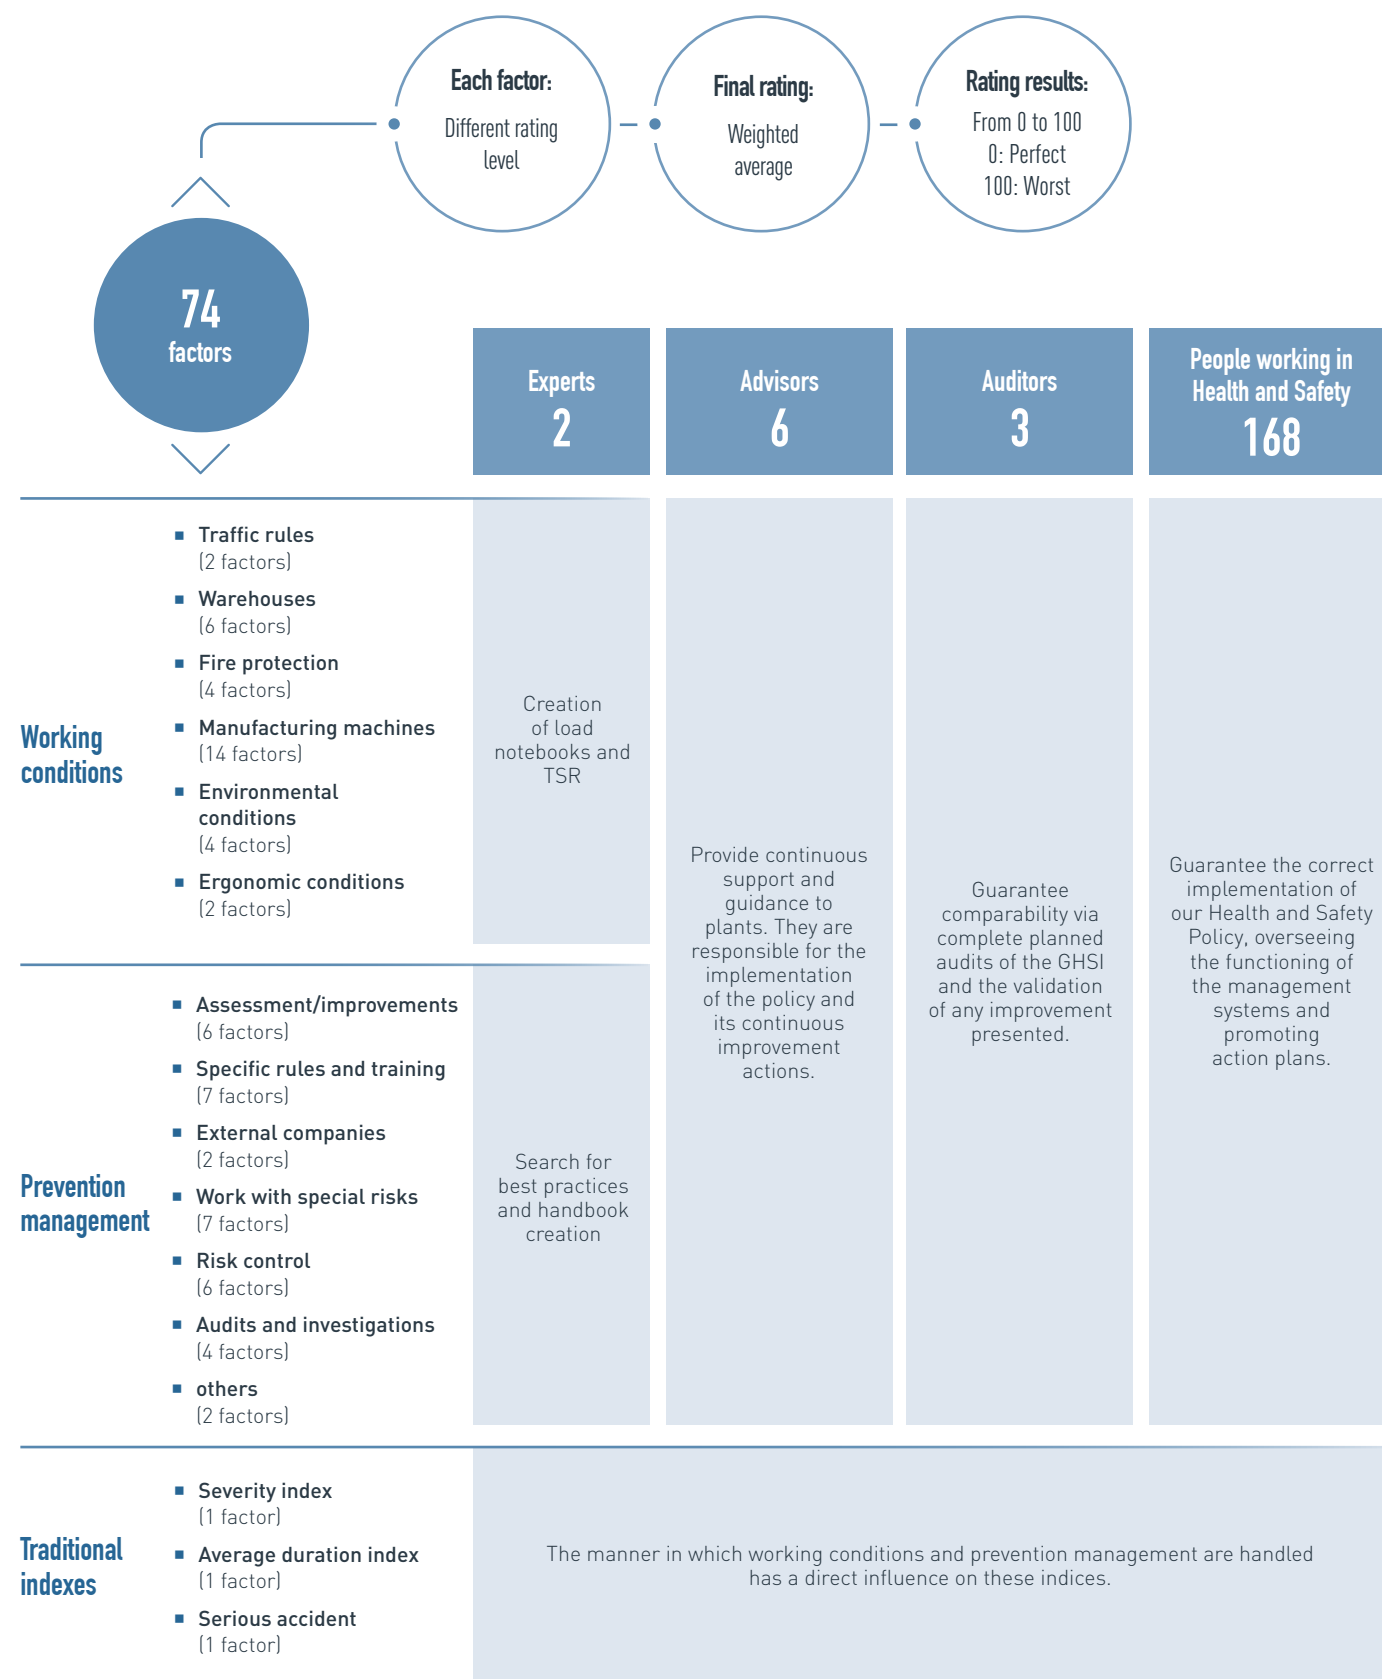 Each factor:
Different rating
level
Final rating:
Weighted
average
Rating results:
From 0 to 100
0: Perfect
100: Worst
74
factors
Experts
2
Advisors
6
Auditors
3
People working in
Health and Safety
168
Working
conditions
Traffic rules
(2 factors)
Warehouses
(6 factors)
Fire protection
(4 factors)
Manufacturing machines
(14 factors)
Environmental
conditions
(4 factors)
Ergonomic conditions
(2 factors)
Creation
of load
notebooks and
TSR
Provide continuous
support and
guidance to
plants. They are
responsible for the
implementation
of the policy and
its continuous
improvement
actions.
Guarantee
comparability via
complete planned
audits of the GHSI
and the validation
of any improvement
presented.
Guarantee the correct
implementation of
our Health and Safety
Policy, overseeing
the functioning of
the management
systems and
promoting
action plans.
Prevention
management
Assessment/improvements
(6 factors)
Specific rules and training
(7 factors)
External companies
(2 factors)
Work with special risks
(7 factors)
Risk control
(6 factors)
Audits and investigations
(4 factors)
others
(2 factors)
Search for
best practices
and handbook
creation
Traditional
indexes
Severity index
(1 factor)
Average duration index
(1 factor)
Serious accident
(1 factor)
The manner in which working conditions and prevention management are handled
has a direct influence on these indices.